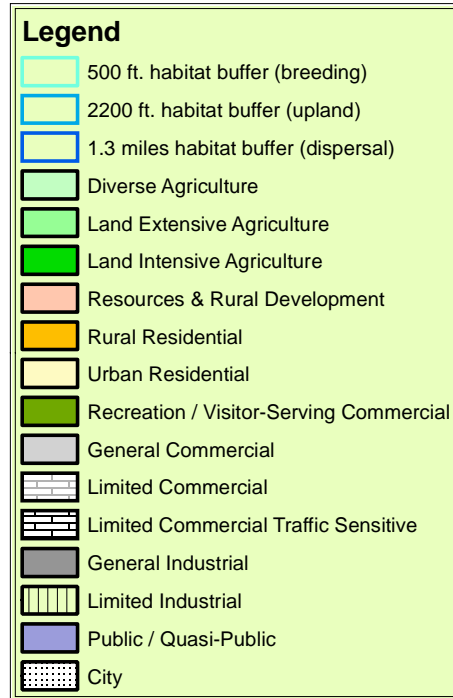 Legend
500 ft. habitat buffer (breeding)
2200 ft. habitat buffer (upland)
1.3 miles habitat buffer (dispersal)
Diverse Agriculture
Land Extensive Agriculture
Land Intensive Agriculture
Resources & Rural Development
Rural Residential
Urban Residential
Recreation / Visitor-Serving Commercial
General Commercial
Limited Commercial
Limited Commercial Traffic Sensitive
General Industrial
Limited Industrial
Public / Quasi-Public
City